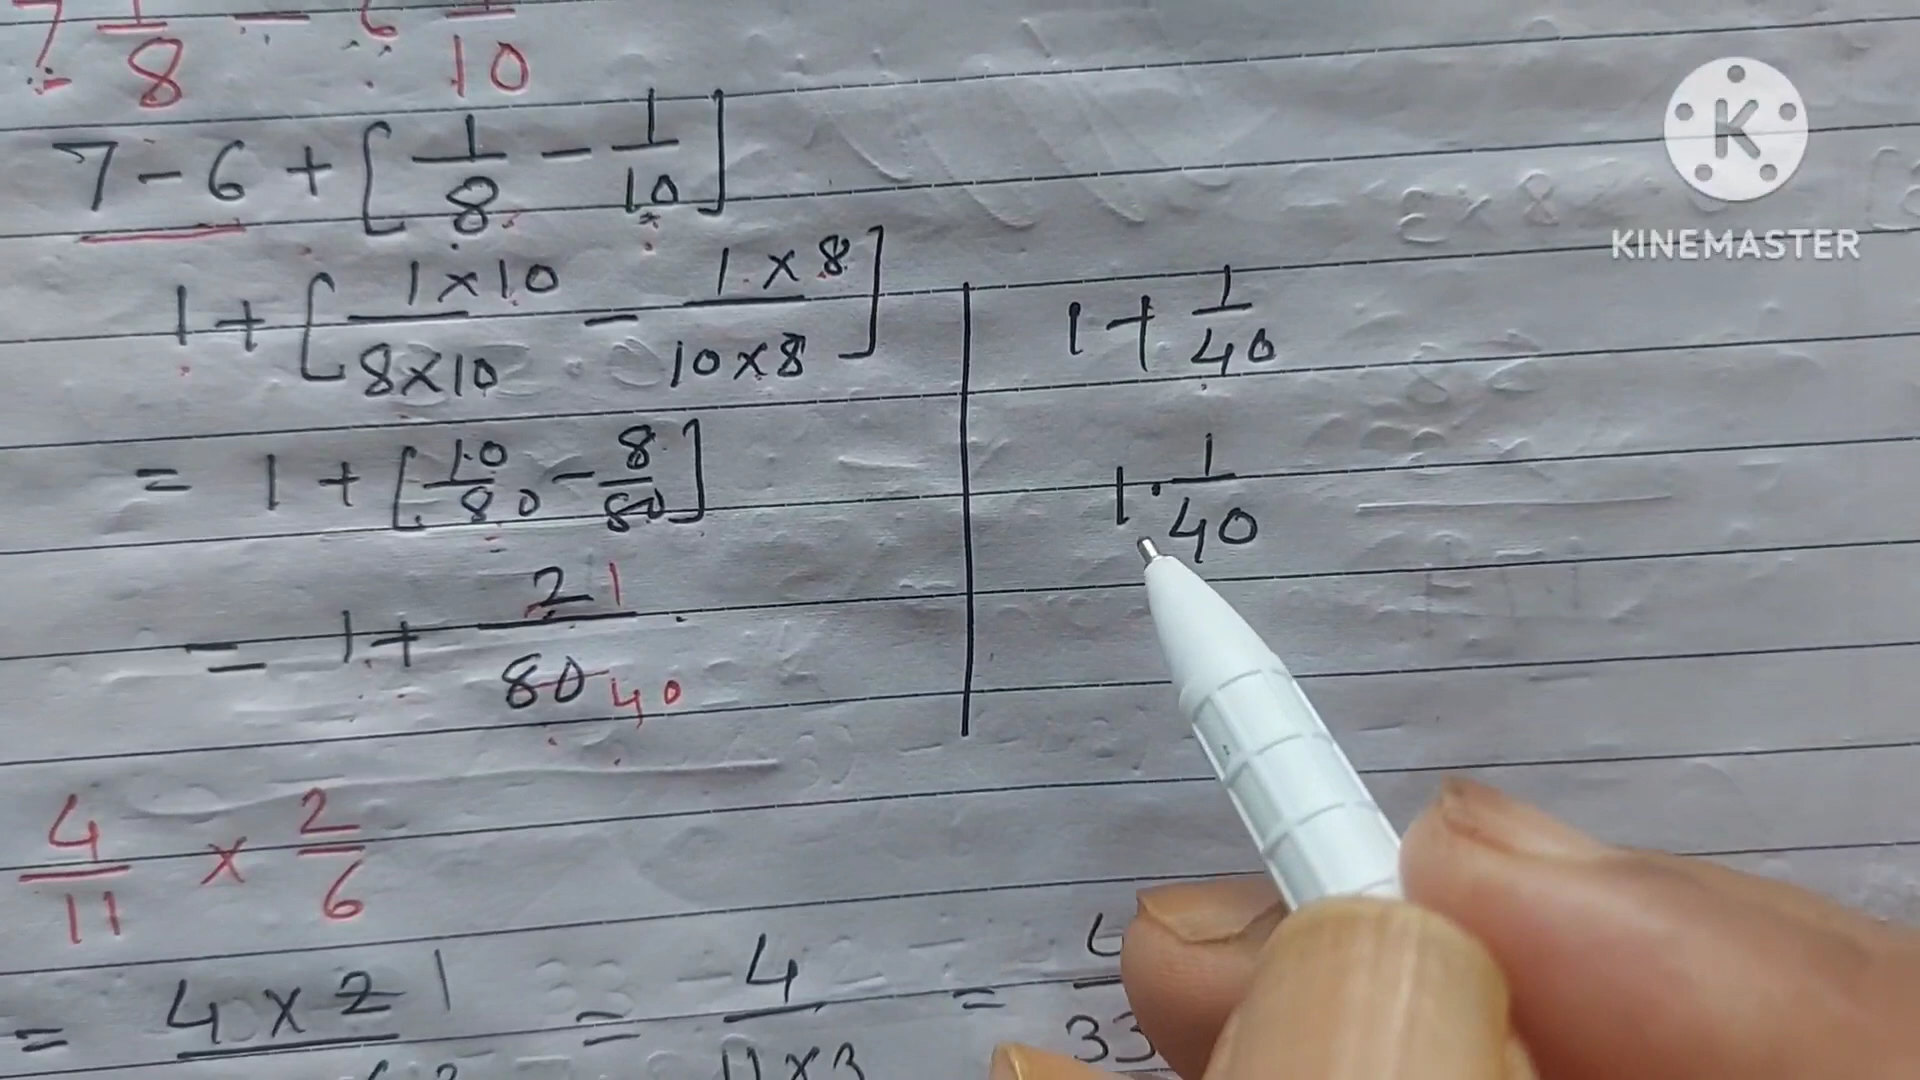 7 1/8 - 6 1/10
7 - 6 + [1/8 - 1/10]
1 + [1 x 10 / 8 x 10 - 1 x 8 / 10 x 8]
= 1 + [10/80 - 8/80]
= 1 + 2/80 1 40
1 + 1/40
1 1/40
4/11 x 2/6
= 4 x 2 1 = 4 / 11 x 3 = 4/33
KINEMASTER